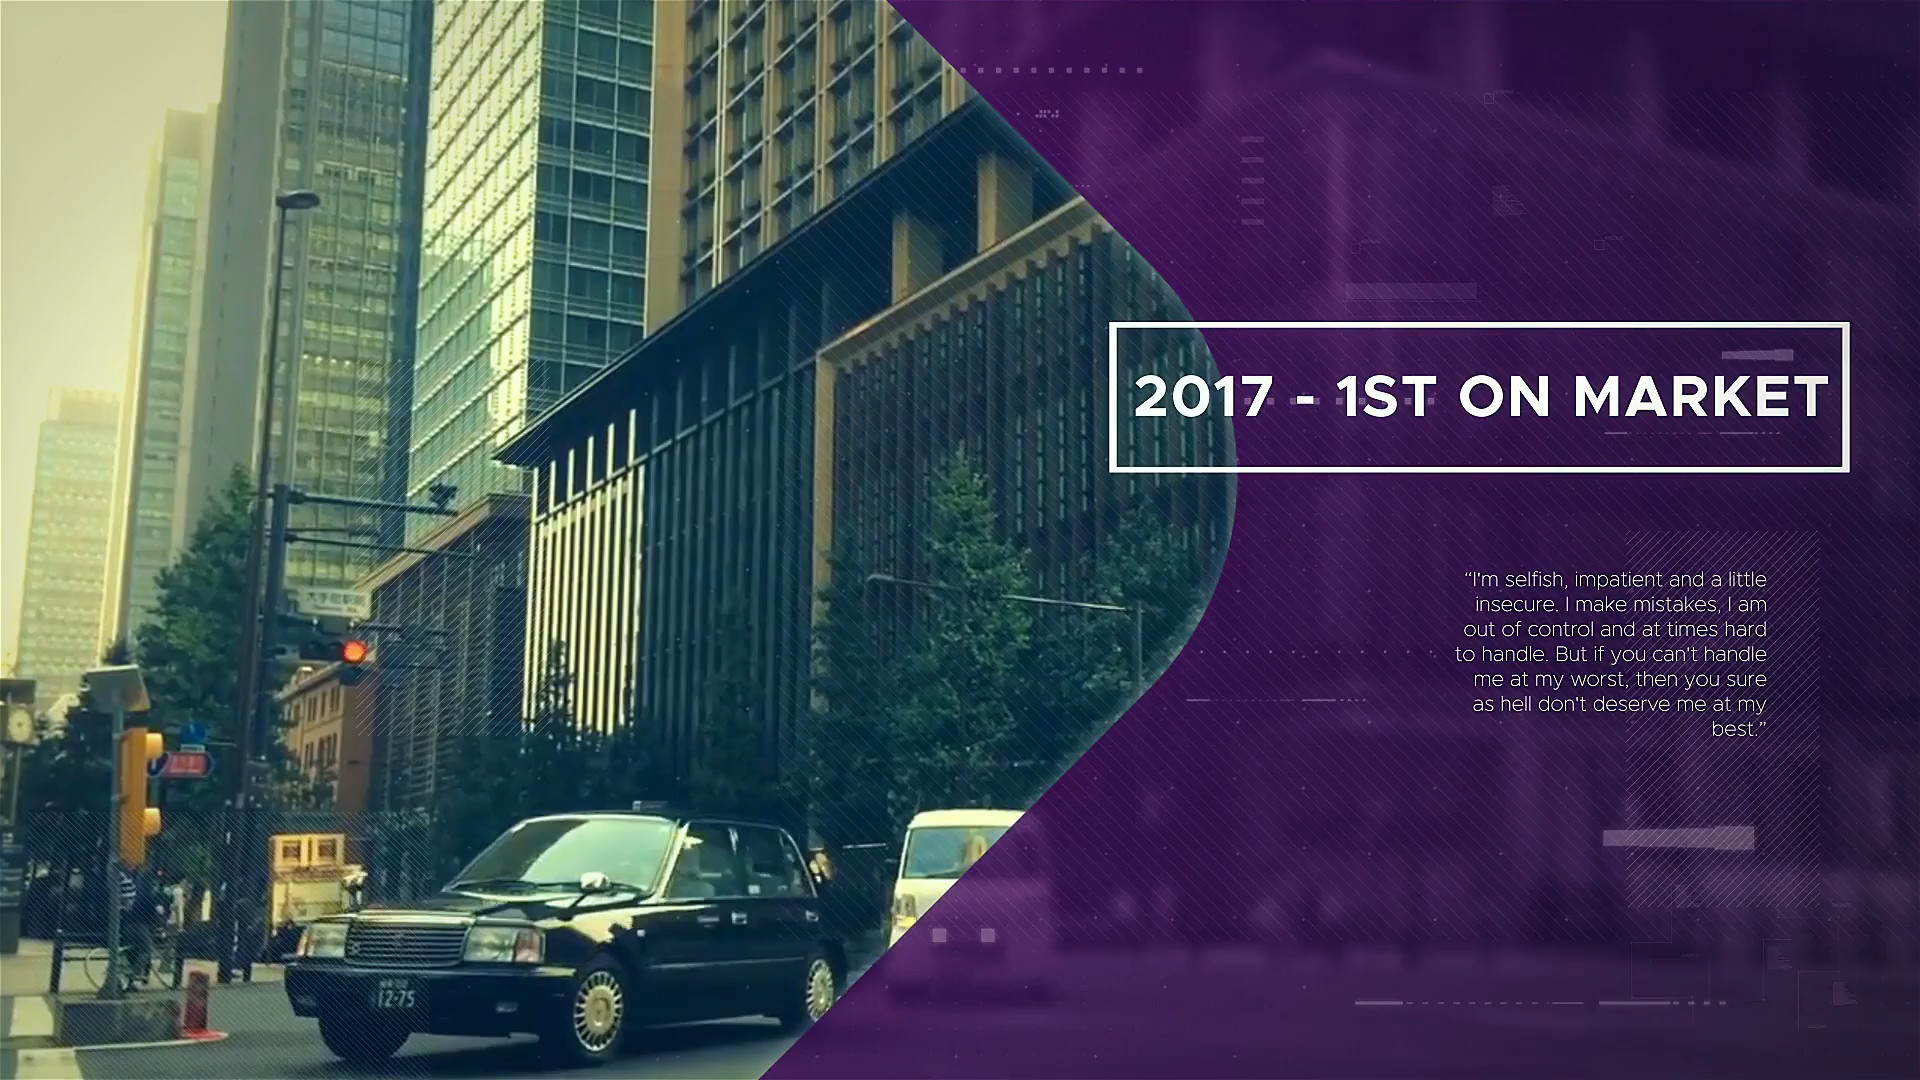 2017 - 1ST ON MARKET
“I'm selfish, impatient and a little
insecure. I make mistakes, I am
out of control and at times hard
to handle. But if you can't handle
me at my worst, then you sure
as hell don't deserve me at my
best.”
12-75